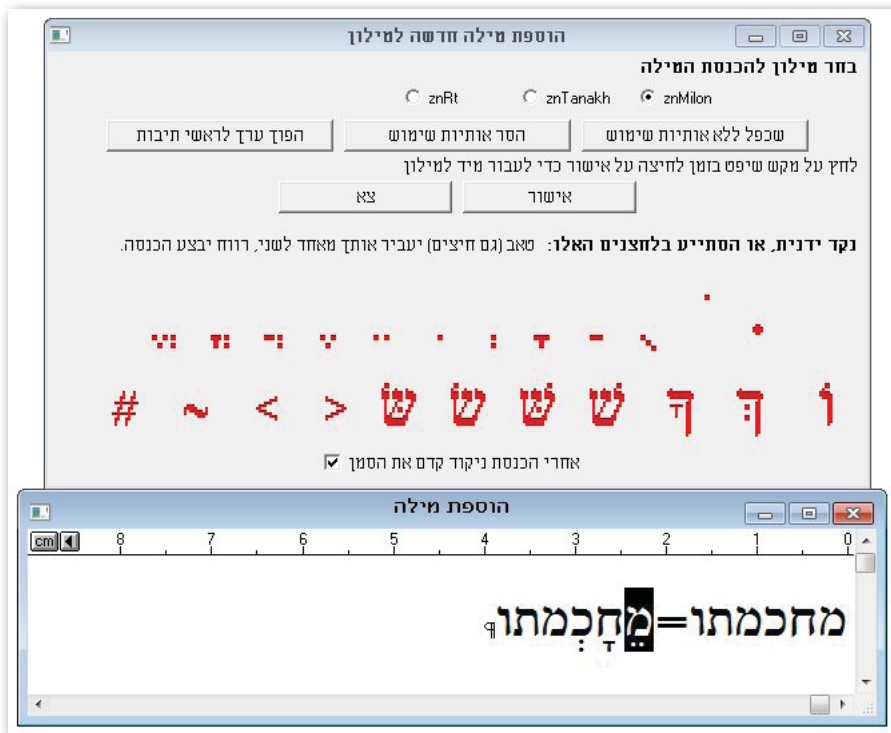 הוספת מילה חדשה למילון
בחר מילון להכנסת המילה
znMilon znTanakh znRt
שכפל ללא אותיות שימוש הסר אותיות שימוש הפוך ערך לראשי תיבות
לחץ על מקש שיפט בזמן לחיצה על אישור כדי לעבור מיד למילון
אישור צא
נקד ידנית, או הסתייע בלחצנים האלו: טאב (גם חיצים) יעביר אותך מאחד לשני, רווח יבצע הכנסה.
וֹ ךְּ ךָ שׁ שּׁ שׂ שּׂ > < ~ #
אחרי הכנסת ניקוד קדם את הסמן
הוספת מילה
cm 8 7 6 5 4 3 2 1 0
מחכמתו=מֵחָכְמתו¶